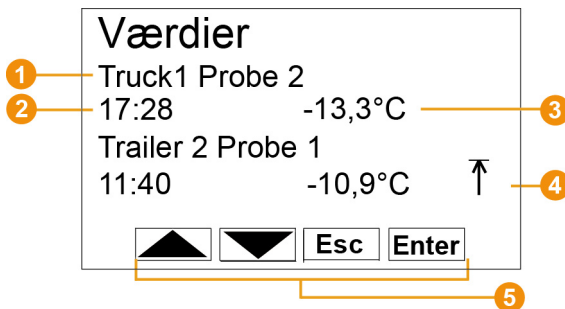 Værdier
1 Truck1 Probe 2
2 17:28 -13,3°C 3
Trailer 2 Probe 1
11:40 -10,9°C 4
Esc Enter
5